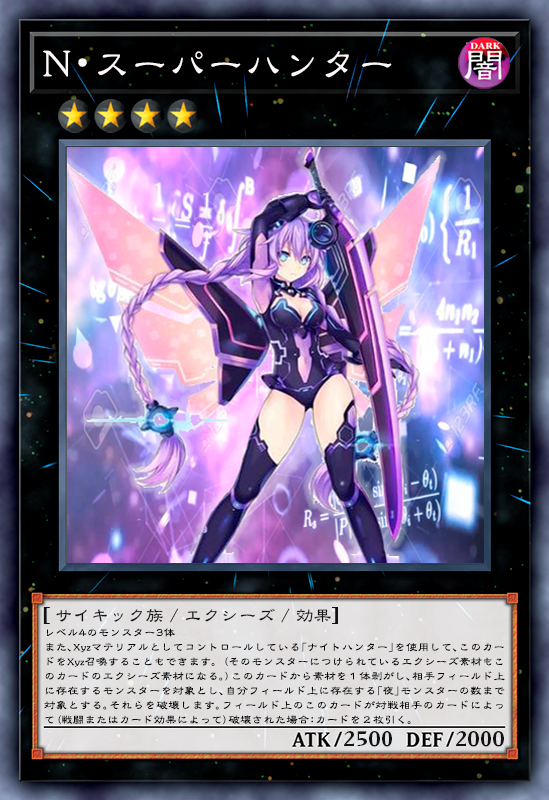 N・スーパーハンター
DARK
闇
[ サイキック族 / エクシーズ / 効果]
レベル4のモンスター3体
また、Xyzマテリアルとしてコントロールしている「ナイトハンター」を使用して、このカー
ドをXyz召喚することもできます。(そのモンスターにつけられているエクシーズ素材もこ
のカードのエクシーズ素材になる。)このカードから素材を１体剥がし、相手フィールド上
に存在するモンスターを対象とし、自分フィールド上に存在する「夜」モンスターの数まで
対象とする。それらを破壊します。フィールド上のこのカードが対戦相手のカードによっ
て(戦闘またはカード効果によって)破壊された場合:カードを２枚引く。
ATK/2500 DEF/2000